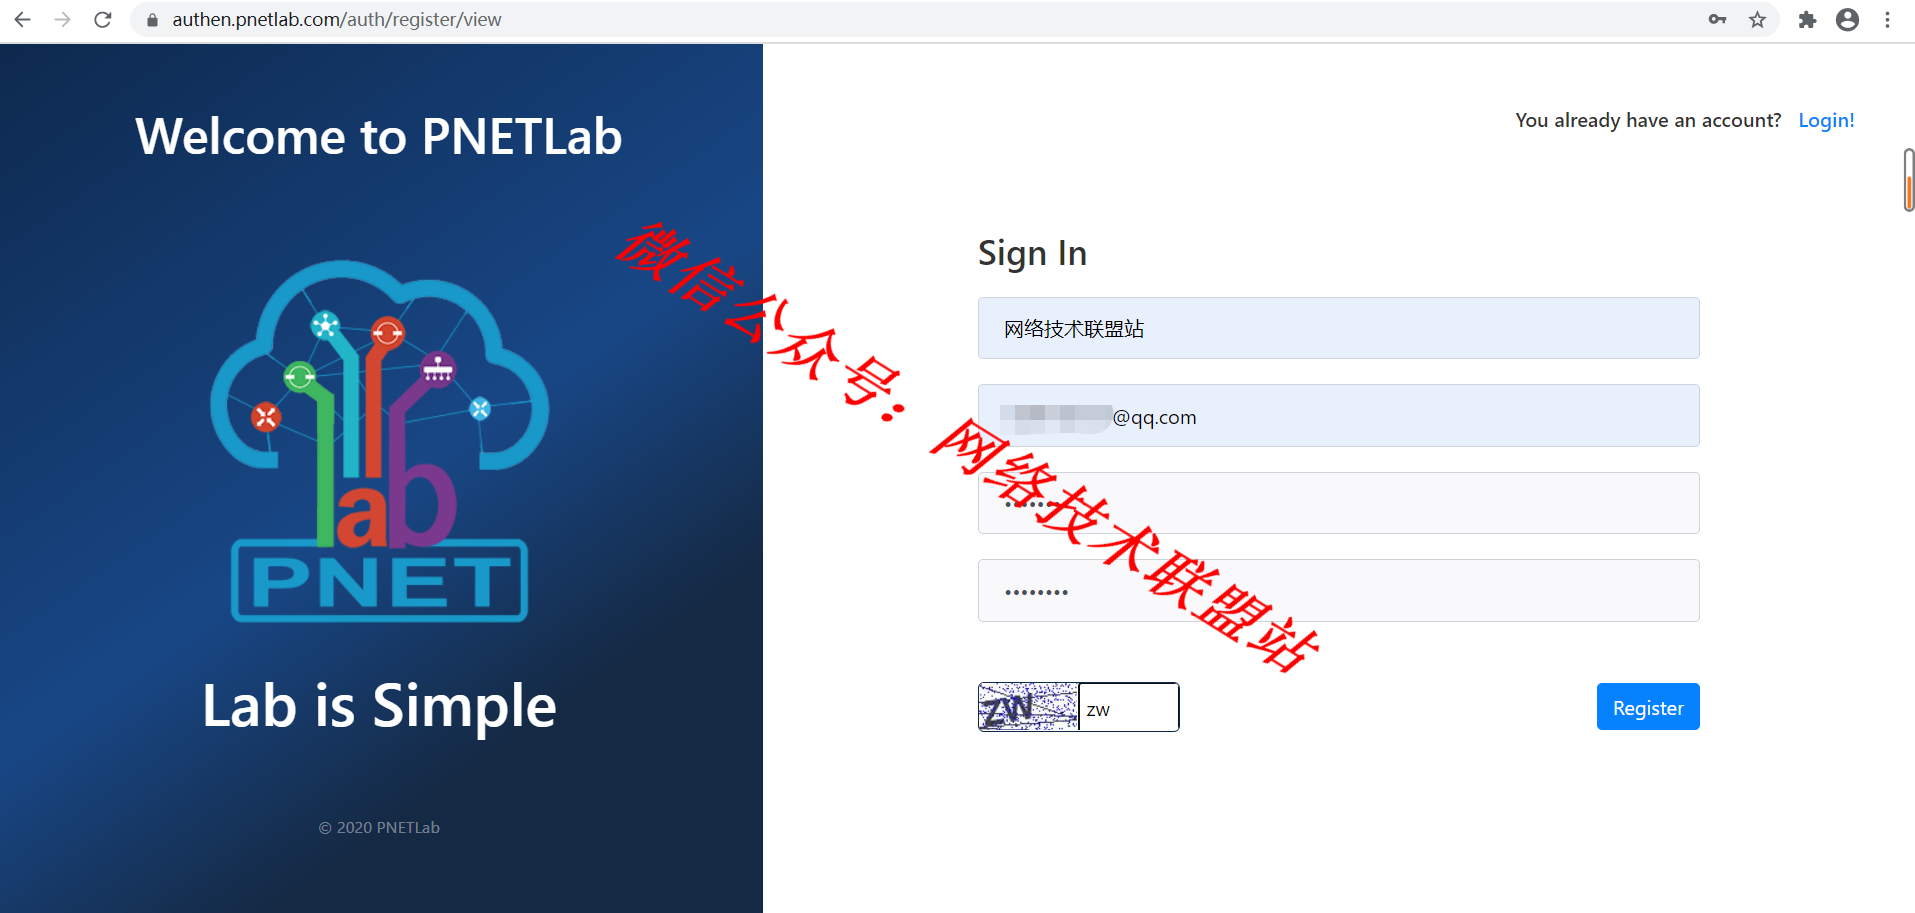 authen.pnetlab.com/auth/register/view
Welcome to PNETLab
lab
PNET
Lab is Simple
© 2020 PNETLab
You already have an account? Login!
Sign In
网络技术联盟站
@qq.com
••••••••
ZW
zw
Register
微信公众号：网络技术联盟站